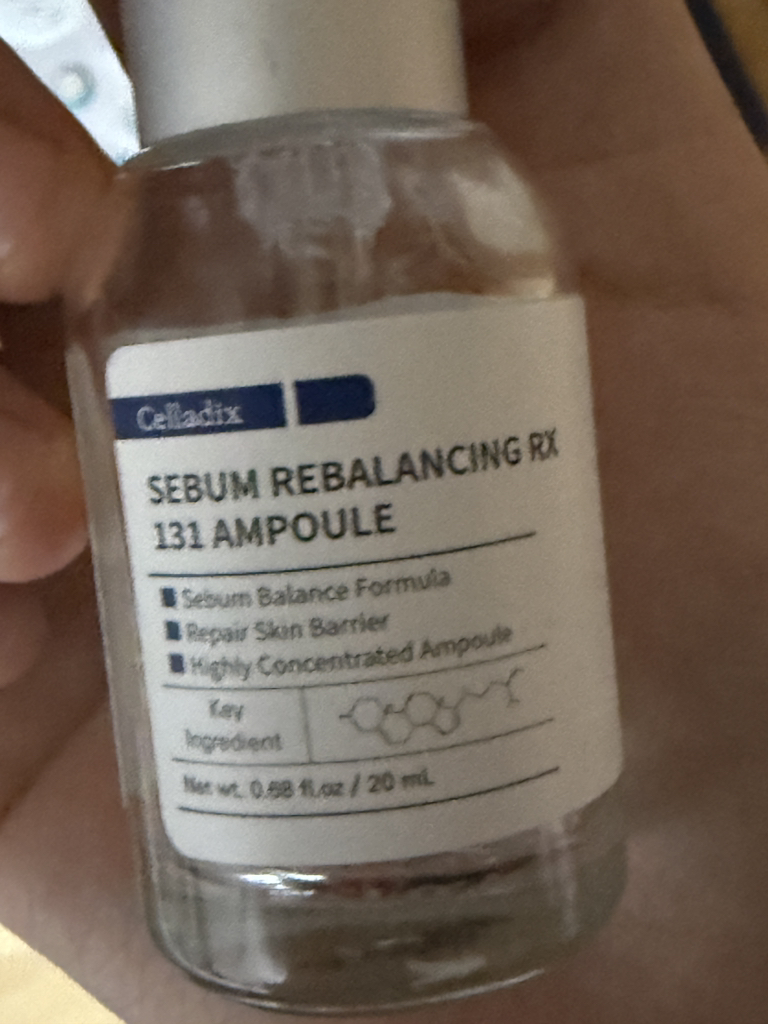 Celladix
SEBUM REBALANCING RX
131 AMPOULE
Sebum Balance Formula
Repair Skin Barrier
Highly Concentrated Ampoule
Key
Ingredient
Net wt. 0.68 fl.oz / 20 mL